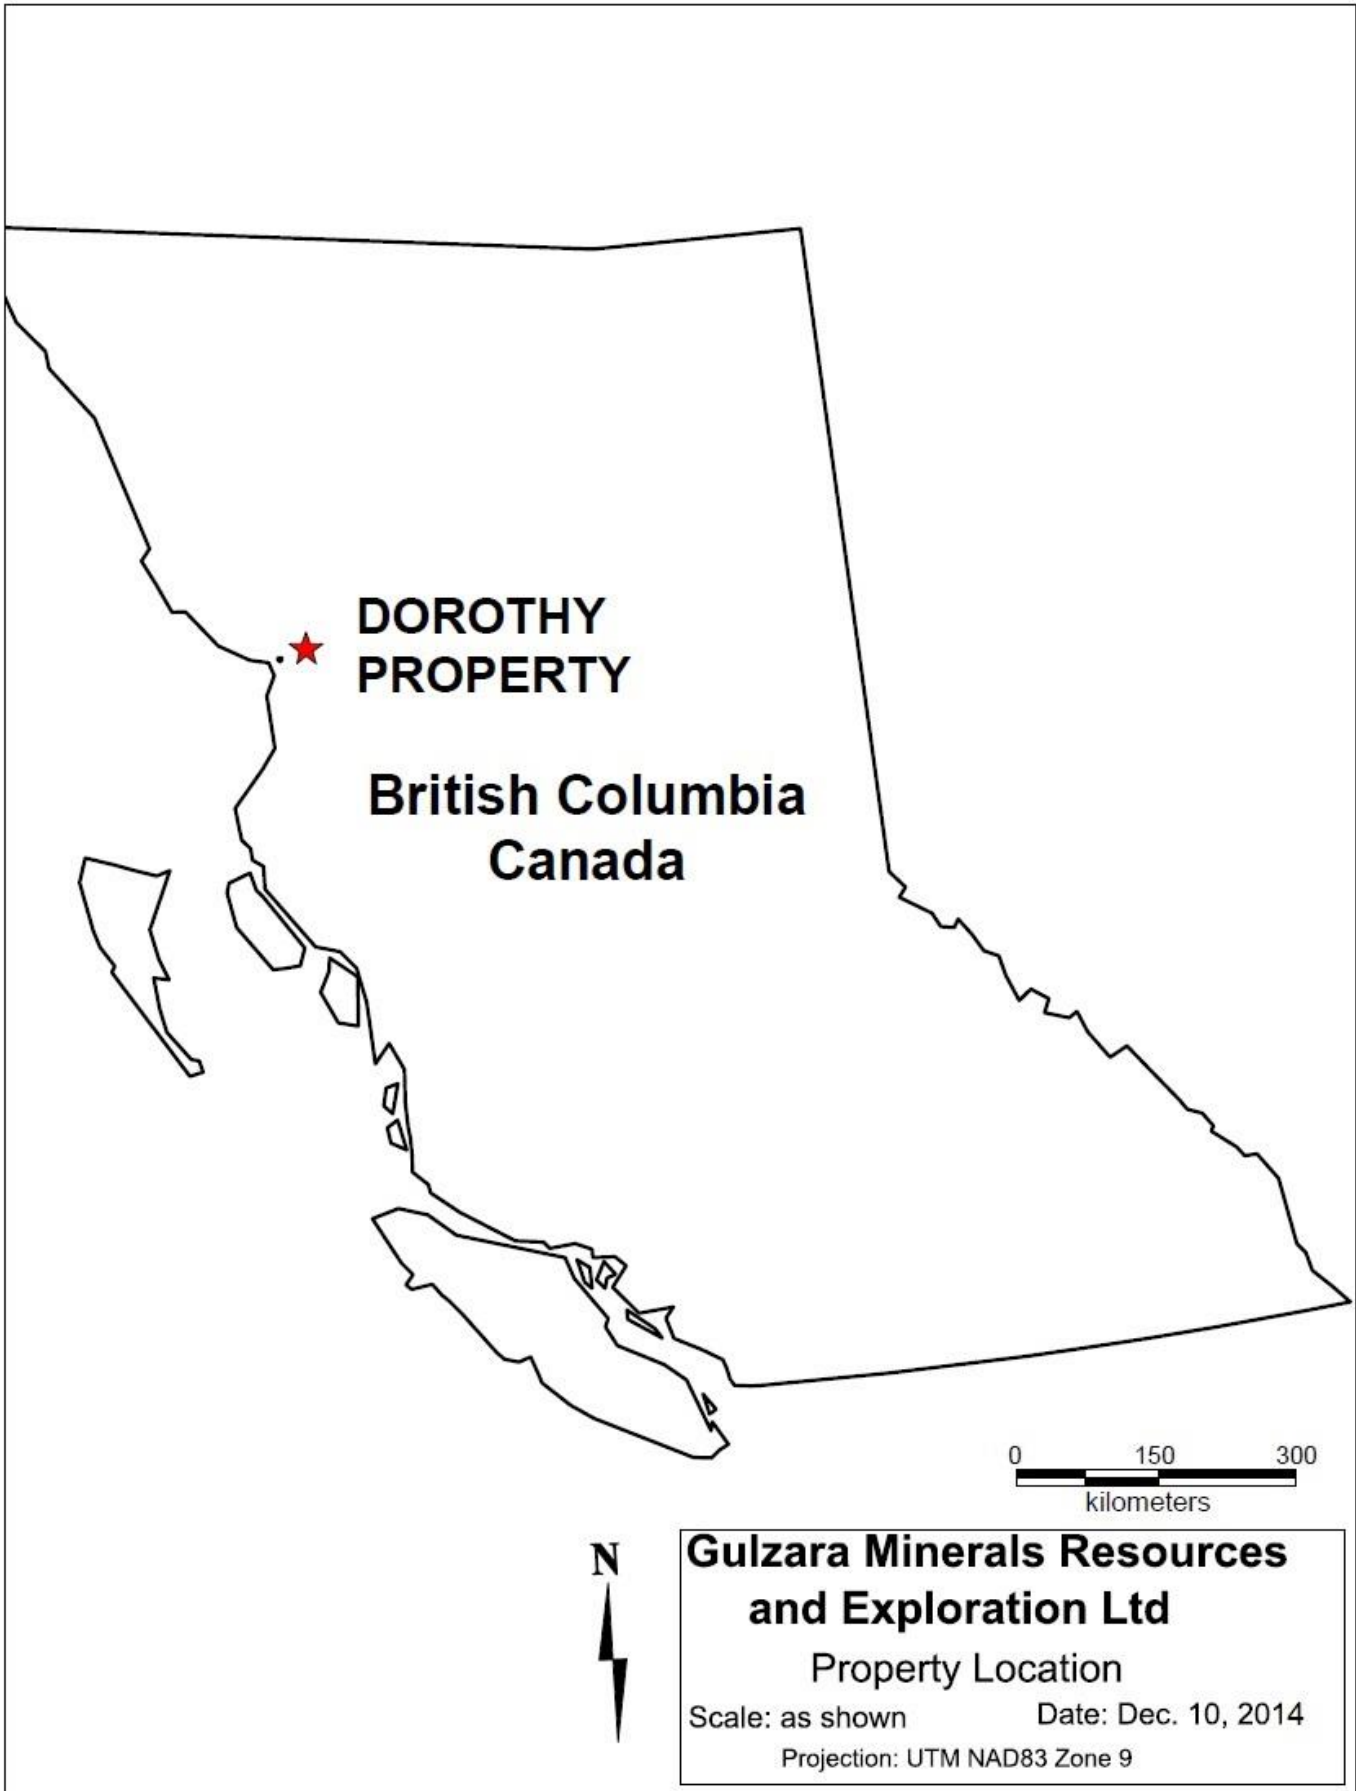 DOROTHY
PROPERTY
British Columbia
Canada
0 150 300
kilometers
N
Gulzara Minerals Resources
and Exploration Ltd
Property Location
Scale: as shown Date: Dec. 10, 2014
Projection: UTM NAD83 Zone 9